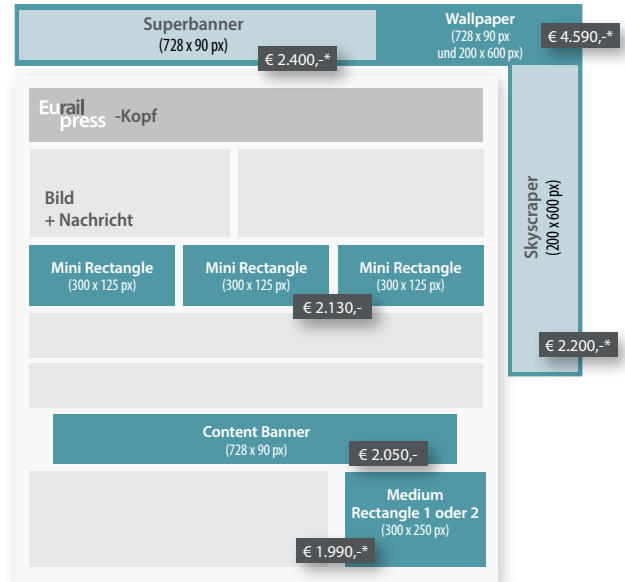 Superbanner
(728 x 90 px)
€ 2.400,-*
Wallpaper
(728 x 90 px
und 200 x 600 px)
€ 4.590,-*
Eurail
press
-Kopf
Bild
+ Nachricht
Skyscraper
(200 x 600 px)
€ 2.200,-*
Mini Rectangle
(300 x 125 px)
Mini Rectangle
(300 x 125 px)
Mini Rectangle
(300 x 125 px)
€ 2.130,-
Content Banner
(728 x 90 px)
€ 2.050,-
Medium
Rectangle 1 oder 2
(300 x 250 px)
€ 1.990,-*